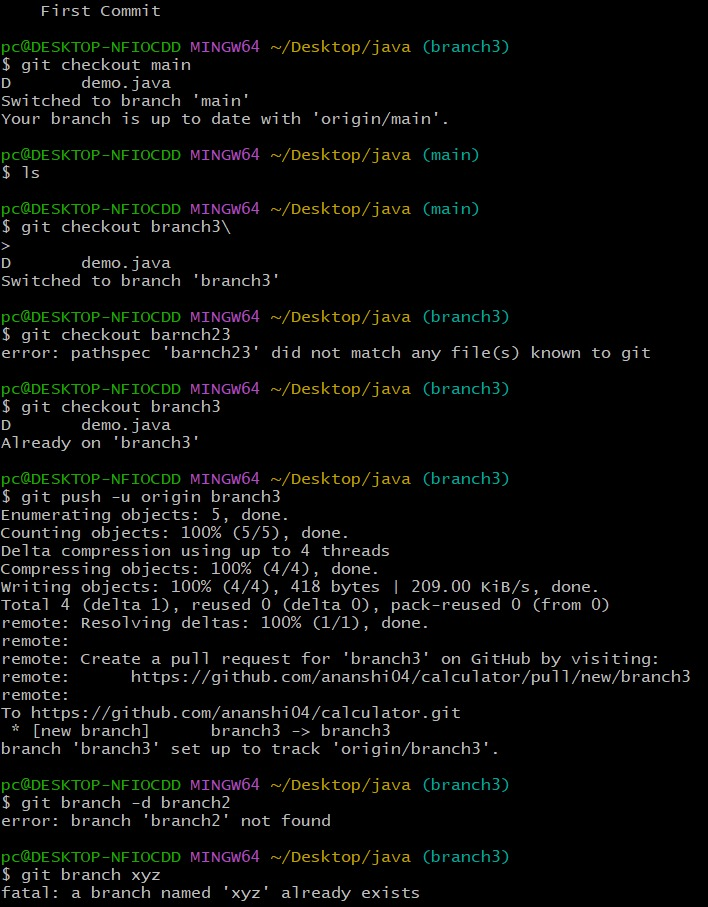 First Commit
pc@DESKTOP-NFIOCDD MINGW64 ~/Desktop/java (branch3)
$ git checkout main
D       demo.java
Switched to branch 'main'
Your branch is up to date with 'origin/main'.
pc@DESKTOP-NFIOCDD MINGW64 ~/Desktop/java (main)
$ ls
pc@DESKTOP-NFIOCDD MINGW64 ~/Desktop/java (main)
$ git checkout branch3\
>
D       demo.java
Switched to branch 'branch3'
pc@DESKTOP-NFIOCDD MINGW64 ~/Desktop/java (branch3)
$ git checkout barnch23
error: pathspec 'barnch23' did not match any file(s) known to git
pc@DESKTOP-NFIOCDD MINGW64 ~/Desktop/java (branch3)
$ git checkout branch3
D       demo.java
Already on 'branch3'
pc@DESKTOP-NFIOCDD MINGW64 ~/Desktop/java (branch3)
$ git push -u origin branch3
Enumerating objects: 5, done.
Counting objects: 100% (5/5), done.
Delta compression using up to 4 threads
Compressing objects: 100% (4/4), done.
Writing objects: 100% (4/4), 418 bytes | 209.00 KiB/s, done.
Total 4 (delta 1), reused 0 (delta 0), pack-reused 0 (from 0)
remote: Resolving deltas: 100% (1/1), done.
remote:
remote: Create a pull request for 'branch3' on GitHub by visiting:
remote:      https://github.com/ananshi04/calculator/pull/new/branch3
remote:
To https://github.com/ananshi04/calculator.git
 * [new branch]      branch3 -> branch3
branch 'branch3' set up to track 'origin/branch3'.
pc@DESKTOP-NFIOCDD MINGW64 ~/Desktop/java (branch3)
$ git branch -d branch2
error: branch 'branch2' not found
pc@DESKTOP-NFIOCDD MINGW64 ~/Desktop/java (branch3)
$ git branch xyz
fatal: a branch named 'xyz' already exists